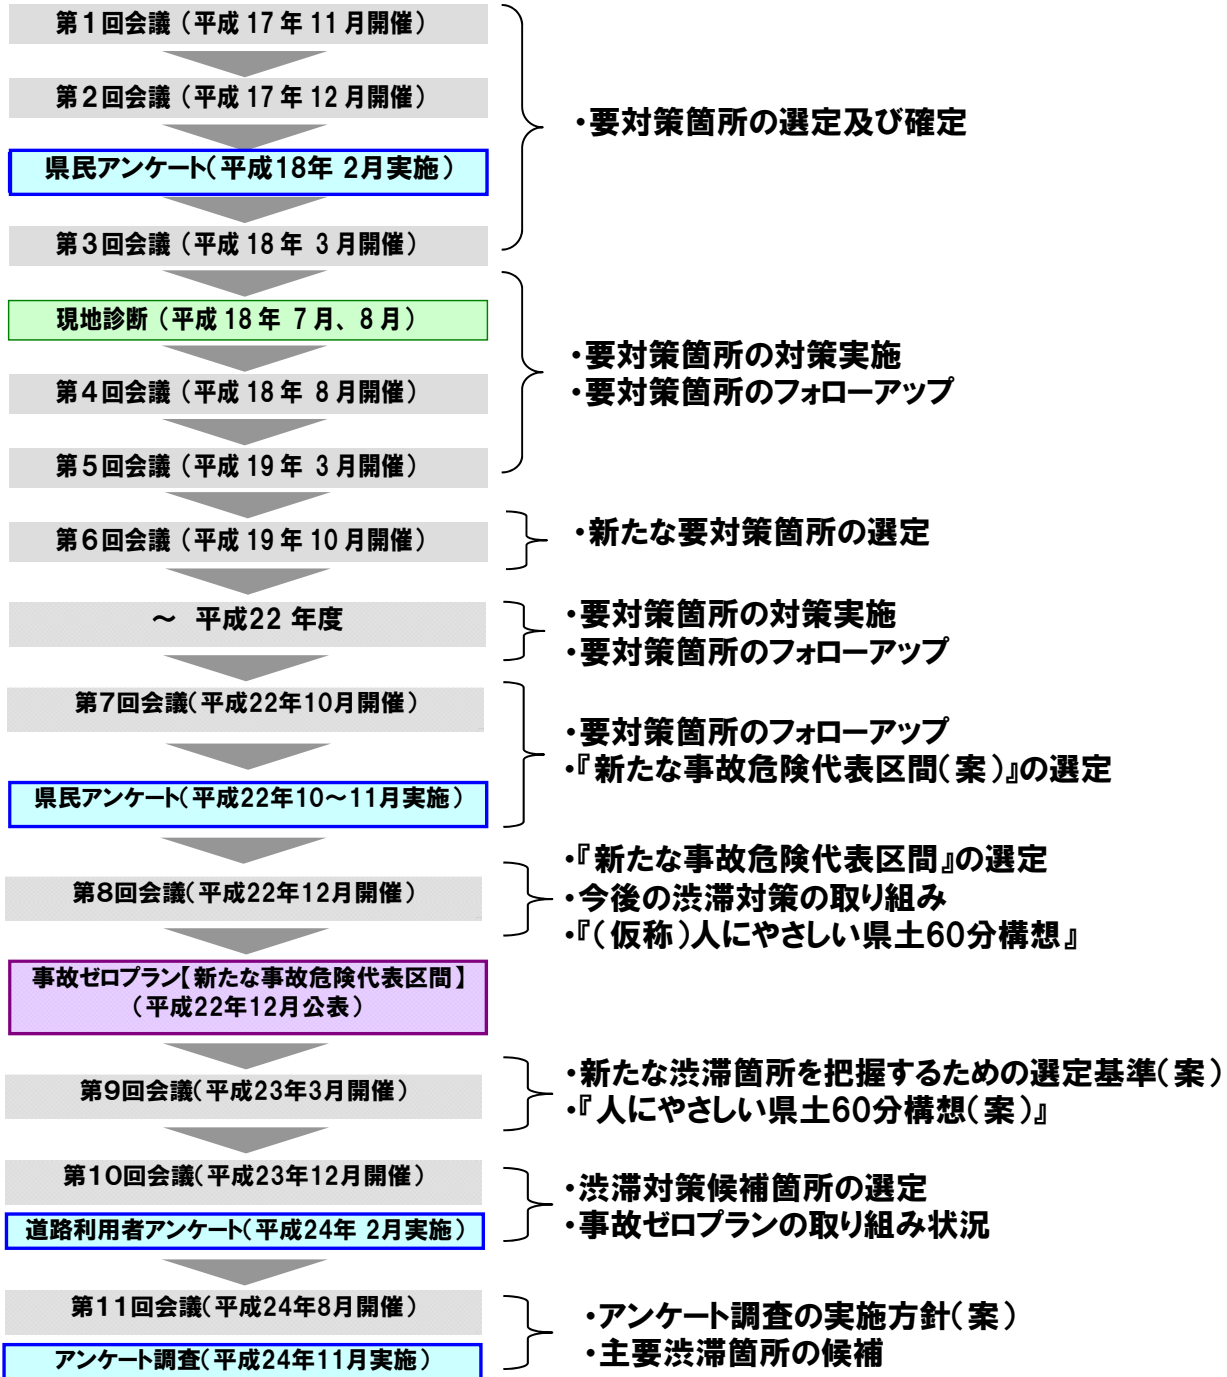 第１回会議（平成 17 年 11 月開催）
第２回会議（平成 17 年 12 月開催）
県民アンケート（平成18年 2月実施）
第３回会議（平成 18 年 3 月開催）
・要対策箇所の選定及び確定
現地診断（平成 18 年 7 月、8 月）
第４回会議（平成 18 年 8 月開催）
第５回会議（平成 19 年 3 月開催）
・要対策箇所の対策実施
・要対策箇所のフォローアップ
第６回会議（平成 19 年 10 月開催）
・新たな要対策箇所の選定
～ 平成22 年度
・要対策箇所の対策実施
・要対策箇所のフォローアップ
第７回会議（平成22年10月開催）
県民アンケート（平成22年10～11月実施）
・要対策箇所のフォローアップ
・『新たな事故危険代表区間（案）』の選定
第８回会議（平成22年12月開催）
・『新たな事故危険代表区間』の選定
・今後の渋滞対策の取り組み
・『（仮称）人にやさしい県土60分構想』
事故ゼロプラン【新たな事故危険代表区間】
（平成22年12月公表）
第９回会議（平成23年3月開催）
・新たな渋滞箇所を把握するための選定基準（案）
・『人にやさしい県土60分構想（案）』
第１０回会議（平成23年12月開催）
道路利用者アンケート（平成24年 2月実施）
・渋滞対策候補箇所の選定
・事故ゼロプランの取り組み状況
第１１回会議（平成24年8月開催）
アンケート調査（平成24年11月実施）
・アンケート調査の実施方針（案）
・主要渋滞箇所の候補